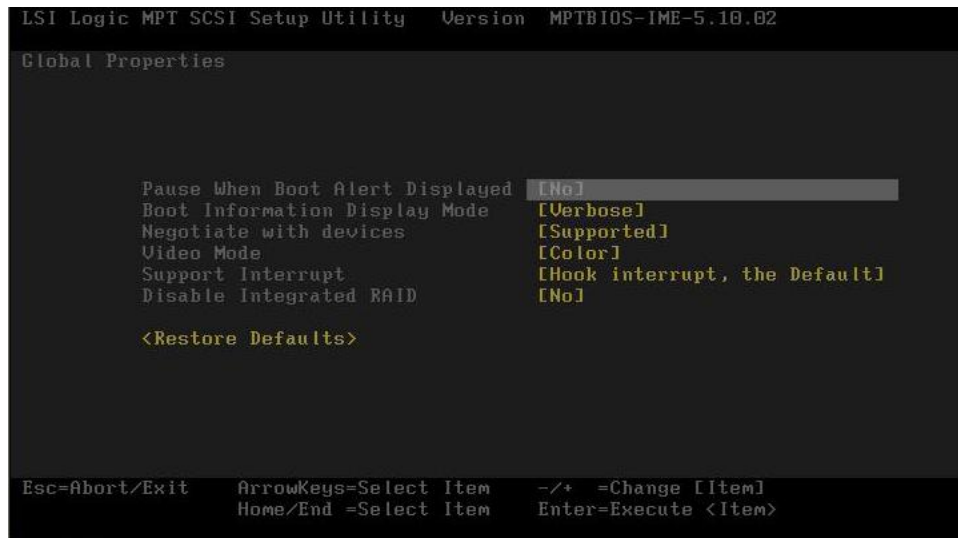 LSI Logic MPT SCSI Setup Utility Version MPTBIOS-IME-5.10.02
Global Properties
Pause When Boot Alert Displayed [No]
Boot Information Display Mode [Verbose]
Negotiate with devices [Supported]
Video Mode [Color]
Support Interrupt [Hook interrupt, the Default]
Disable Integrated RAID [No]
<Restore Defaults>
Esc=Abort/Exit ArrowKeys=Select Item -/+ =Change [Item]
Home/End =Select Item Enter=Execute <Item>